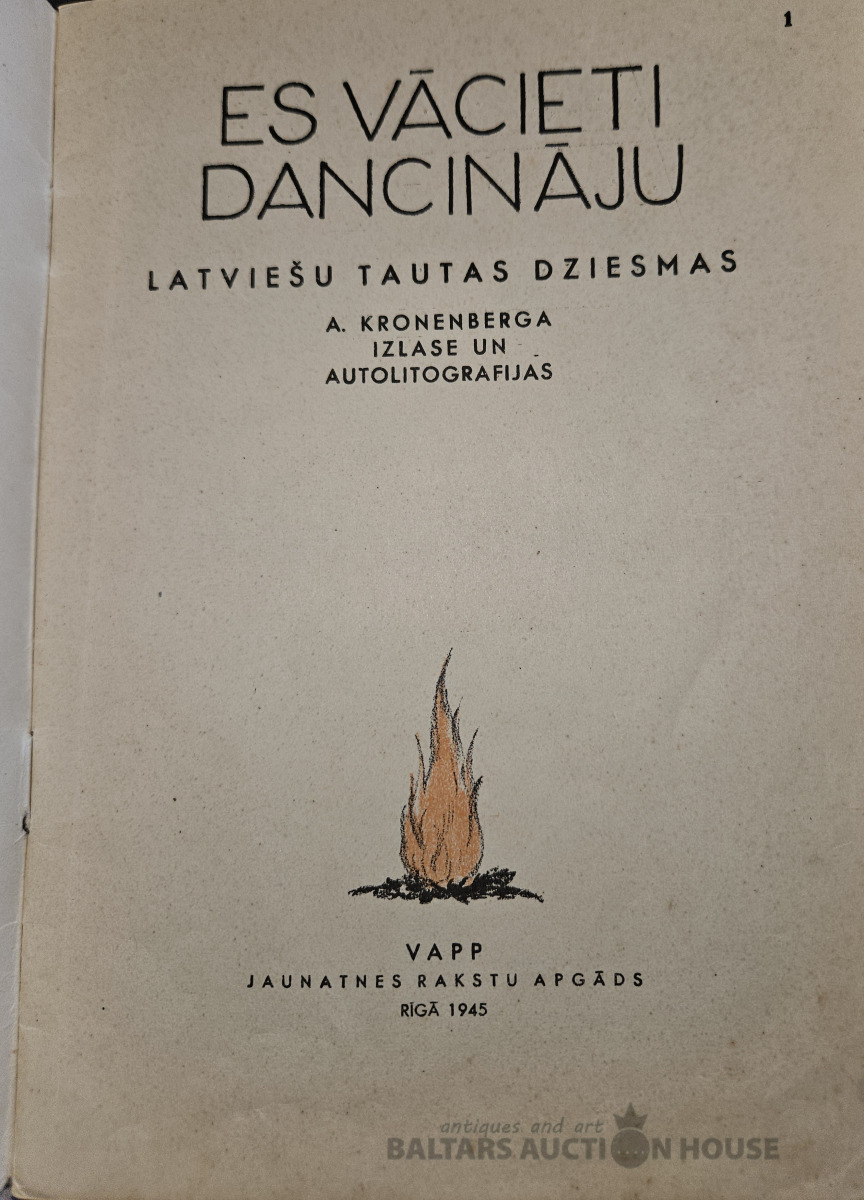 1
ES VĀCIETI
DANCINĀJU
LATVIEŠU TAUTAS DZIESMAS
A. KRONENBERGA
IZLASE UN
AUTOLITOGRAFIJAS
VAPP
JAUNATNES RAKSTU APGĀDS
RĪGĀ 1945
antiques and art
BALTARS AUCTION HOUSE